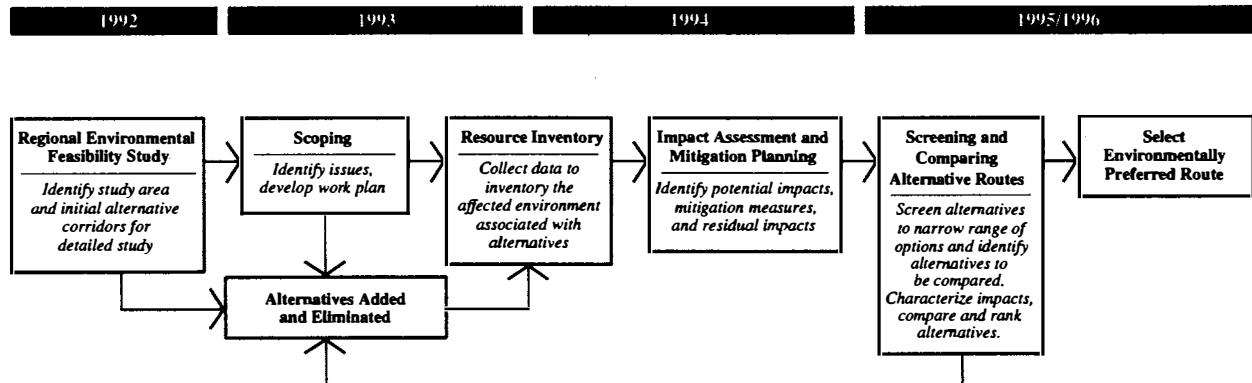 1992
1993
1994
1995/1996
Regional Environmental
Feasibility Study
Identify study area
and initial alternative
corridors for
detailed study
Scoping
Identify issues,
develop work plan
Resource Inventory
Collect data to
inventory the
affected environment
associated with
alternatives
Impact Assessment and
Mitigation Planning
Identify potential impacts,
mitigation measures,
and residual impacts
Screening and
Comparing
Alternative Routes
Screen alternatives
to narrow range of
options and identify
alternatives to
be compared.
Characterize impacts,
compare and rank
alternatives.
Select
Environmentally
Preferred Route
Alternatives Added
and Eliminated